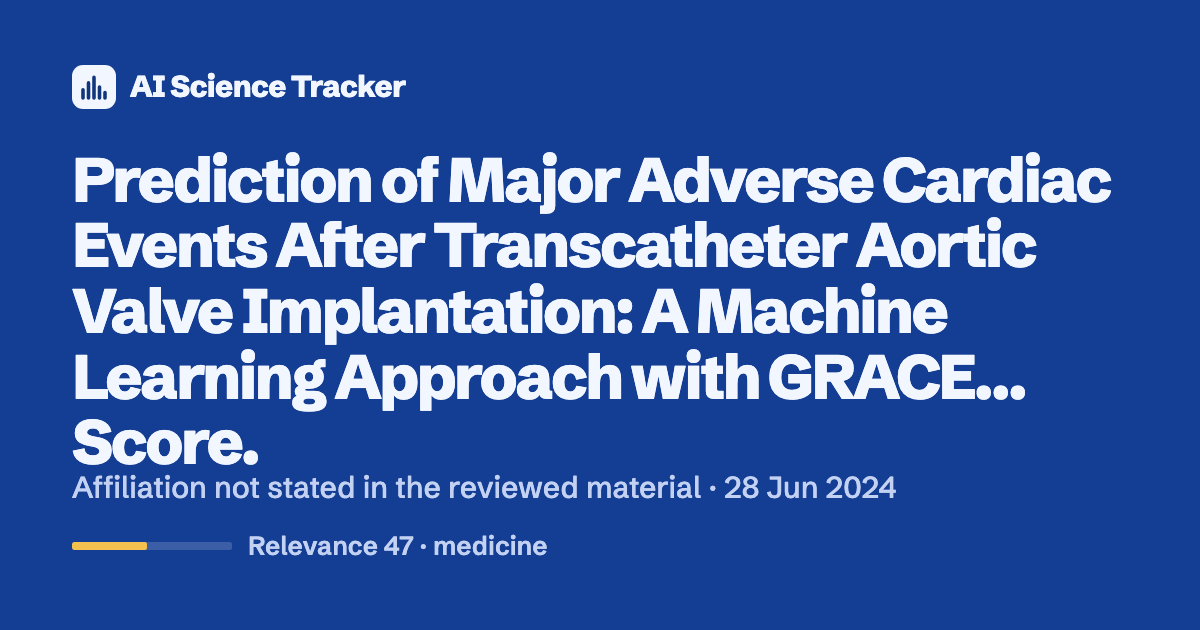 AI Science Tracker
Prediction of Major Adverse Cardiac
Events After Transcatheter Aortic
Valve Implantation: A Machine
Learning Approach with GRACE...
Score.
Affiliation not stated in the reviewed material · 28 Jun 2024
Relevance 47 · medicine